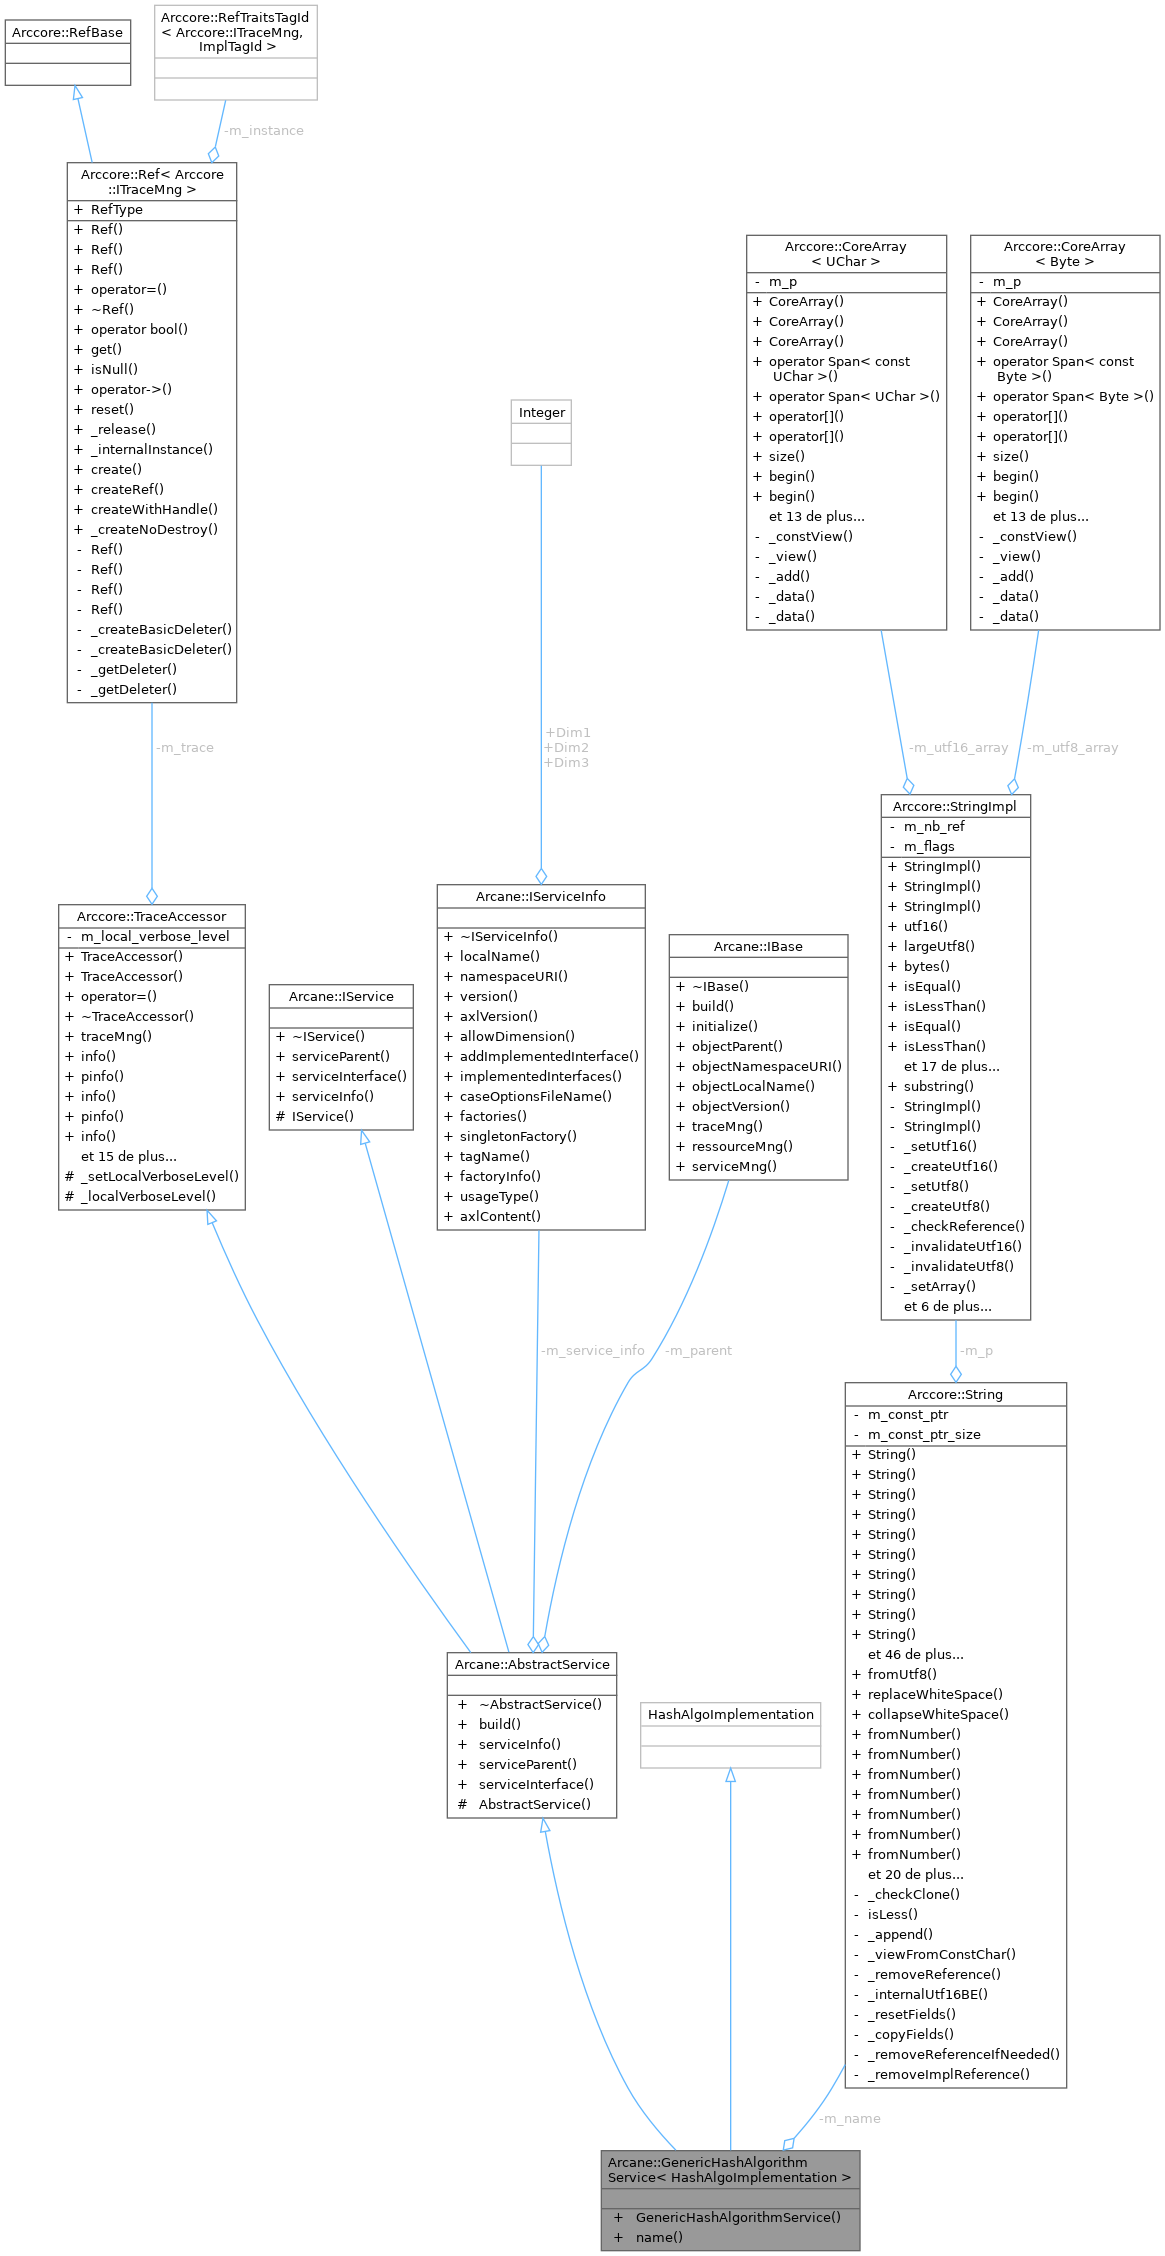 Arccore::RefBase
Arccore::RefTraitsTagId
< Arccore::ITraceMng,
ImplTagId >
-m_instance
Arccore::Ref< Arccore
::ITraceMng >
+ RefType
+ Ref()
+ Ref()
+ Ref()
+ operator=()
+ ~Ref()
+ operator bool()
+ get()
+ isNull()
+ operator->()
+ reset()
+ _release()
+ _internalInstance()
+ create()
+ createRef()
+ createWithHandle()
+ _createNoDestroy()
- Ref()
- Ref()
- Ref()
- Ref()
- _createBasicDeleter()
- _createBasicDeleter()
- _getDeleter()
- _getDeleter()
-m_trace
Arccore::TraceAccessor
- m_local_verbose_level
+ TraceAccessor()
+ TraceAccessor()
+ operator=()
+ ~TraceAccessor()
+ traceMng()
+ info()
+ pinfo()
+ info()
+ pinfo()
+ info()
et 15 de plus...
# _setLocalVerboseLevel()
# _localVerboseLevel()
Arcane::IService
+ ~IService()
+ serviceParent()
+ serviceInterface()
+ serviceInfo()
# IService()
Integer
+Dim1
+Dim2
+Dim3
Arcane::IServiceInfo
+ ~IServiceInfo()
+ localName()
+ namespaceURI()
+ version()
+ axlVersion()
+ allowDimension()
+ addImplementedInterface()
+ implementedInterfaces()
+ caseOptionsFileName()
+ factories()
+ singletonFactory()
+ tagName()
+ factoryInfo()
+ usageType()
+ axlContent()
-m_service_info
Arcane::IBase
+ ~IBase()
+ build()
+ initialize()
+ objectParent()
+ objectNamespaceURI()
+ objectLocalName()
+ objectVersion()
+ traceMng()
+ ressourceMng()
+ serviceMng()
-m_parent
Arccore::CoreArray
< UChar >
- m_p
+ CoreArray()
+ CoreArray()
+ CoreArray()
+ operator Span< const
UChar >()
+ operator Span< UChar >()
+ operator[]()
+ operator[]()
+ size()
+ begin()
+ begin()
et 13 de plus...
- _constView()
- _view()
- _add()
- _data()
- _data()
-m_utf16_array
Arccore::CoreArray
< Byte >
- m_p
+ CoreArray()
+ CoreArray()
+ CoreArray()
+ operator Span< const
Byte >()
+ operator Span< Byte >()
+ operator[]()
+ operator[]()
+ size()
+ begin()
+ begin()
et 13 de plus...
- _constView()
- _view()
- _add()
- _data()
- _data()
-m_utf8_array
Arccore::StringImpl
- m_nb_ref
- m_flags
+ StringImpl()
+ StringImpl()
+ StringImpl()
+ utf16()
+ largeUtf8()
+ bytes()
+ isEqual()
+ isLessThan()
+ isEqual()
+ isLessThan()
et 17 de plus...
+ substring()
- StringImpl()
- StringImpl()
- _setUtf16()
- _createUtf16()
- _setUtf8()
- _createUtf8()
- _checkReference()
- _invalidateUtf16()
- _invalidateUtf8()
- _setArray()
et 6 de plus...
-m_p
Arccore::String
- m_const_ptr
- m_const_ptr_size
+ String()
+ String()
+ String()
+ String()
+ String()
+ String()
+ String()
+ String()
+ String()
+ String()
et 46 de plus...
+ fromUtf8()
+ replaceWhiteSpace()
+ collapseWhiteSpace()
+ fromNumber()
+ fromNumber()
+ fromNumber()
+ fromNumber()
+ fromNumber()
+ fromNumber()
+ fromNumber()
et 20 de plus...
- _checkClone()
- isLess()
- _append()
- _viewFromConstChar()
- _removeReference()
- _internalUtf16BE()
- _resetFields()
- _copyFields()
- _removeReferenceIfNeeded()
- _removeImplReference()
-m_name
Arcane::AbstractService
+ ~AbstractService()
+ build()
+ serviceInfo()
+ serviceParent()
+ serviceInterface()
# AbstractService()
HashAlgoImplementation
Arcane::GenericHashAlgorithm
Service< HashAlgoImplementation >
+ GenericHashAlgorithmService()
+ name()